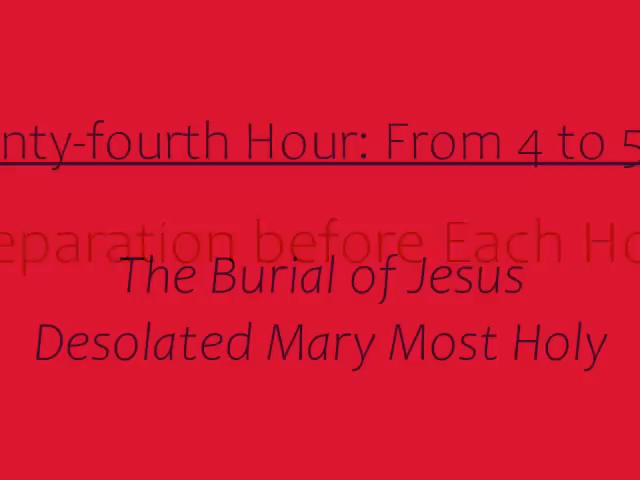 nty-fourth Hour: From 4 to 5
eparation before Each Ho
The Burial of Jesus
Desolated Mary Most Holy